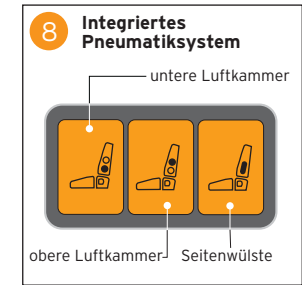 8
Integriertes
Pneumatiksystem
untere Luftkammer
obere Luftkammer
Seitenwülste